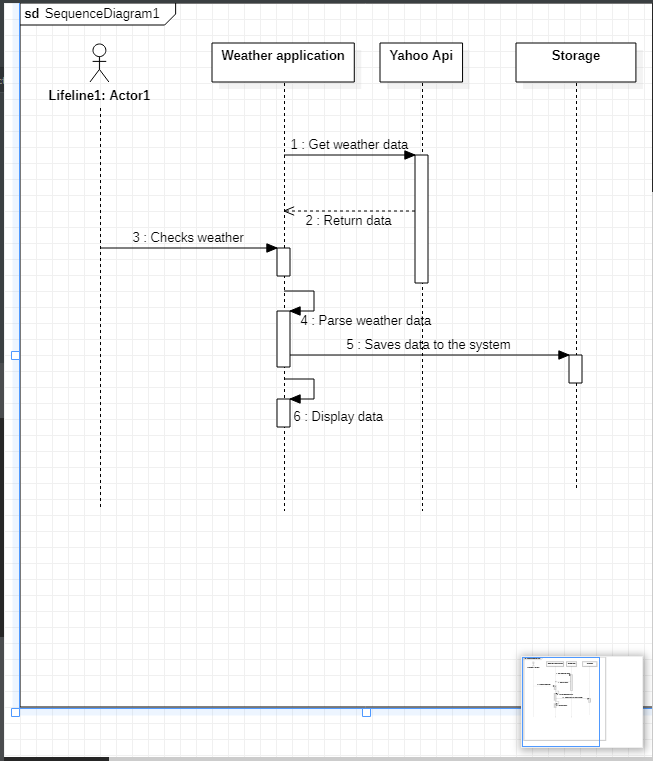 sd SequenceDiagram1
Weather application
Yahoo Api
Storage
Lifeline1: Actor1
1 : Get weather data
2 : Return data
3 : Checks weather
4 : Parse weather data
5 : Saves data to the system
6 : Display data